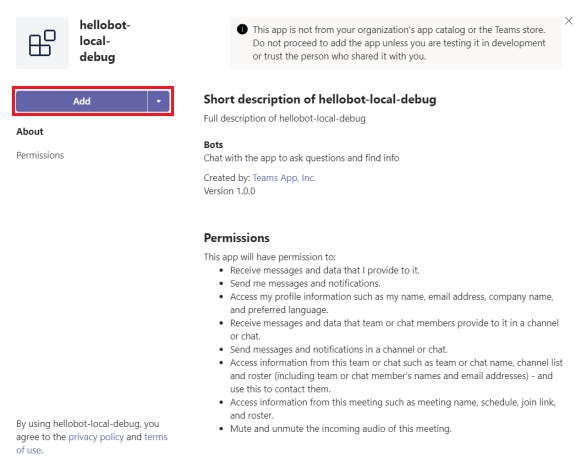 hellobot-
local-
debug
This app is not from your organization's app catalog or the Teams store.
Do not proceed to add the app unless you are testing it in development
or trust the person who shared it with you.
Add
About
Permissions
Short description of hellobot-local-debug
Full description of hellobot-local-debug
Bots
Chat with the app to ask questions and find info
Created by: Teams App, Inc.
Version 1.0.0
Permissions
This app will have permission to:
• Receive messages and data that I provide to it.
• Send me messages and notifications.
• Access my profile information such as my name, email address, company name,
and preferred language.
• Receive messages and data that team or chat members provide to it in a channel
or chat.
• Send messages and notifications in a channel or chat.
• Access information from this team or chat such as team or chat name, channel list
and roster (including team or chat member's names and email addresses) - and
use this to contact them.
• Access information from this meeting such as meeting name, schedule, join link,
and roster.
• Mute and unmute the incoming audio of this meeting.
By using hellobot-local-debug, you
agree to the privacy policy and terms
of use.